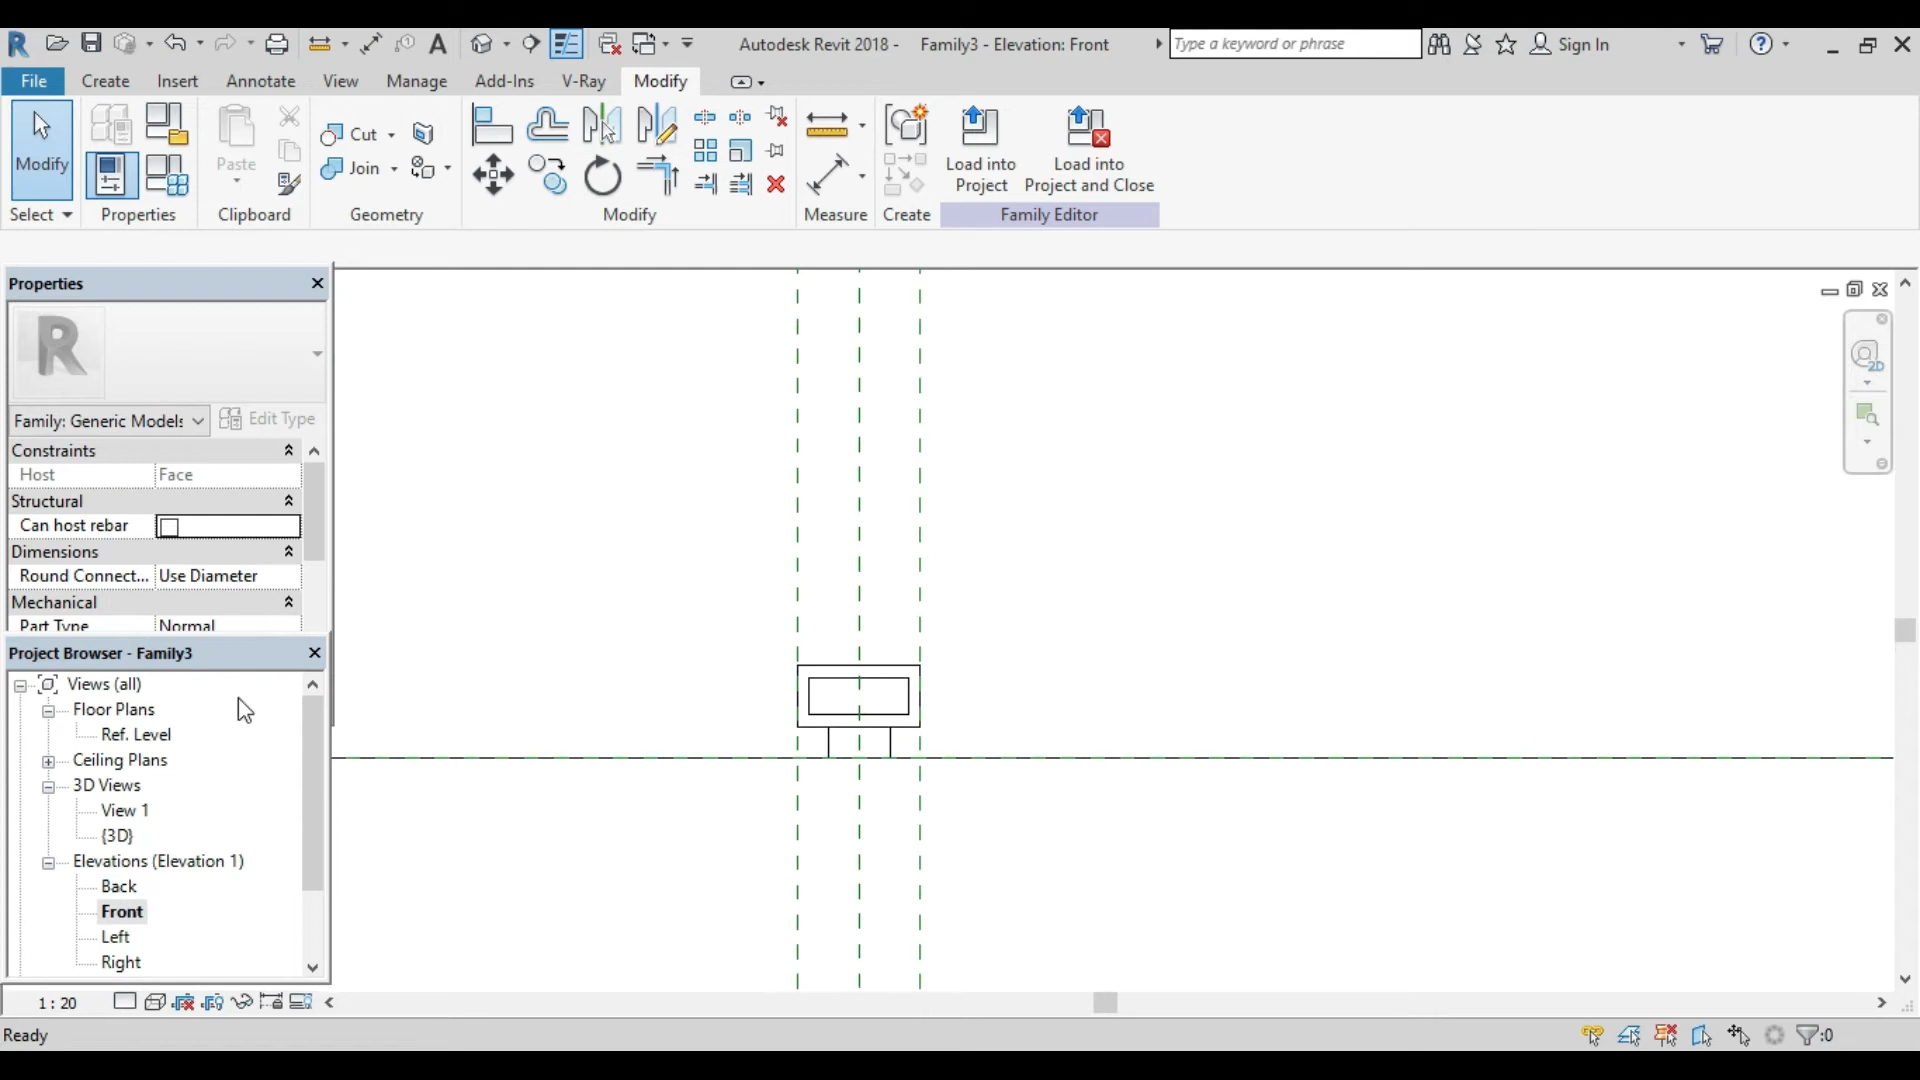 Autodesk Revit 2018 - Family3 - Elevation: Front
Type a keyword or phrase
Sign In
File Create Insert Annotate View Manage Add-Ins V-Ray Modify
Modify
Paste
Cut
Join
Load into Project
Load into Project and Close
Select Properties Clipboard Geometry Modify Measure Create Family Editor
Properties
R
Family: Generic Models Edit Type
Constraints
Host Face
Structural
Can host rebar
Dimensions
Round Connect... Use Diameter
Mechanical
Part Type Normal
Project Browser - Family3
Views (all)
Floor Plans
Ref. Level
Ceiling Plans
3D Views
View 1
{3D}
Elevations (Elevation 1)
Back
Front
Left
Right
2D
1 : 20
Ready
:0